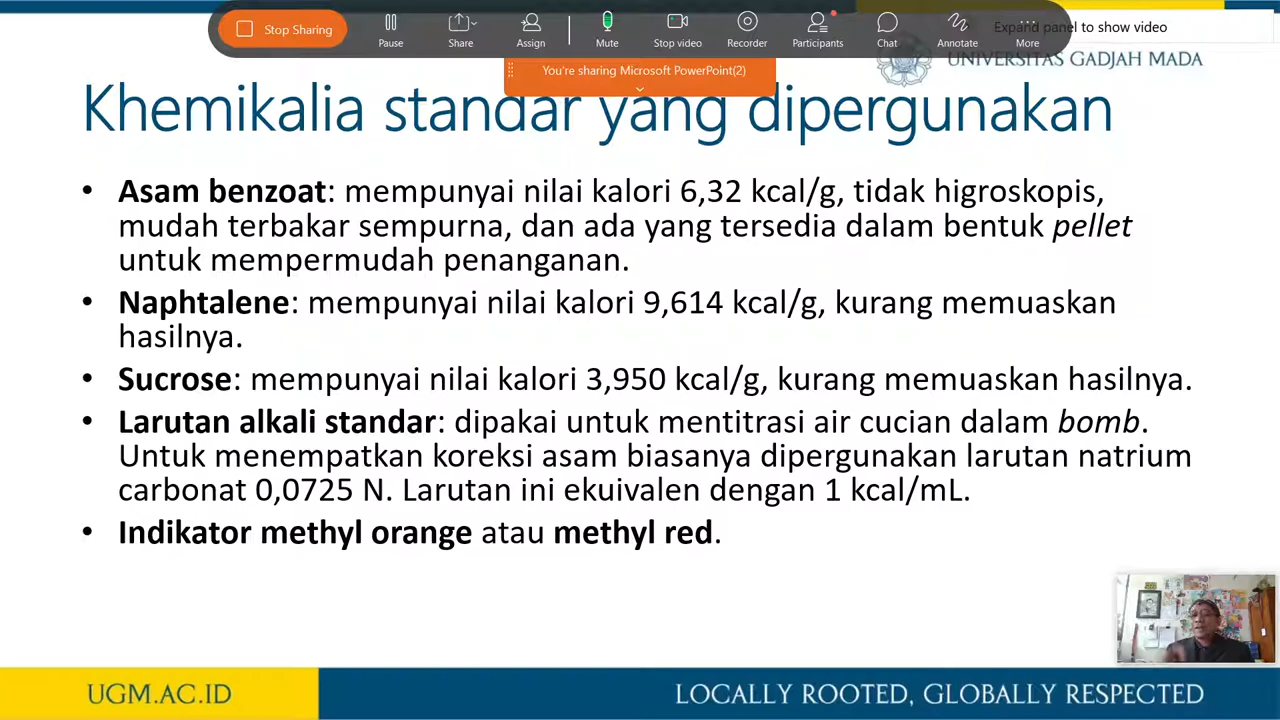 Stop Sharing
Pause
Share
Assign
Mute
Stop video
Recorder
Participants
Chat
Annotate
More
Expand panel to show video
You're sharing Microsoft PowerPoint(2)
UNIVERSITAS GADJAH MADA
Khemikalia standar yang dipergunakan
• Asam benzoat: mempunyai nilai kalori 6,32 kcal/g, tidak higroskopis,
mudah terbakar sempurna, dan ada yang tersedia dalam bentuk pellet
untuk mempermudah penanganan.
• Naphtalene: mempunyai nilai kalori 9,614 kcal/g, kurang memuaskan
hasilnya.
• Sucrose: mempunyai nilai kalori 3,950 kcal/g, kurang memuaskan hasilnya.
• Larutan alkali standar: dipakai untuk mentitrasi air cucian dalam bomb.
Untuk menempatkan koreksi asam biasanya dipergunakan larutan natrium
carbonat 0,0725 N. Larutan ini ekuivalen dengan 1 kcal/mL.
• Indikator methyl orange atau methyl red.
UGM.AC.ID
LOCALLY ROOTED, GLOBALLY RESPECTED